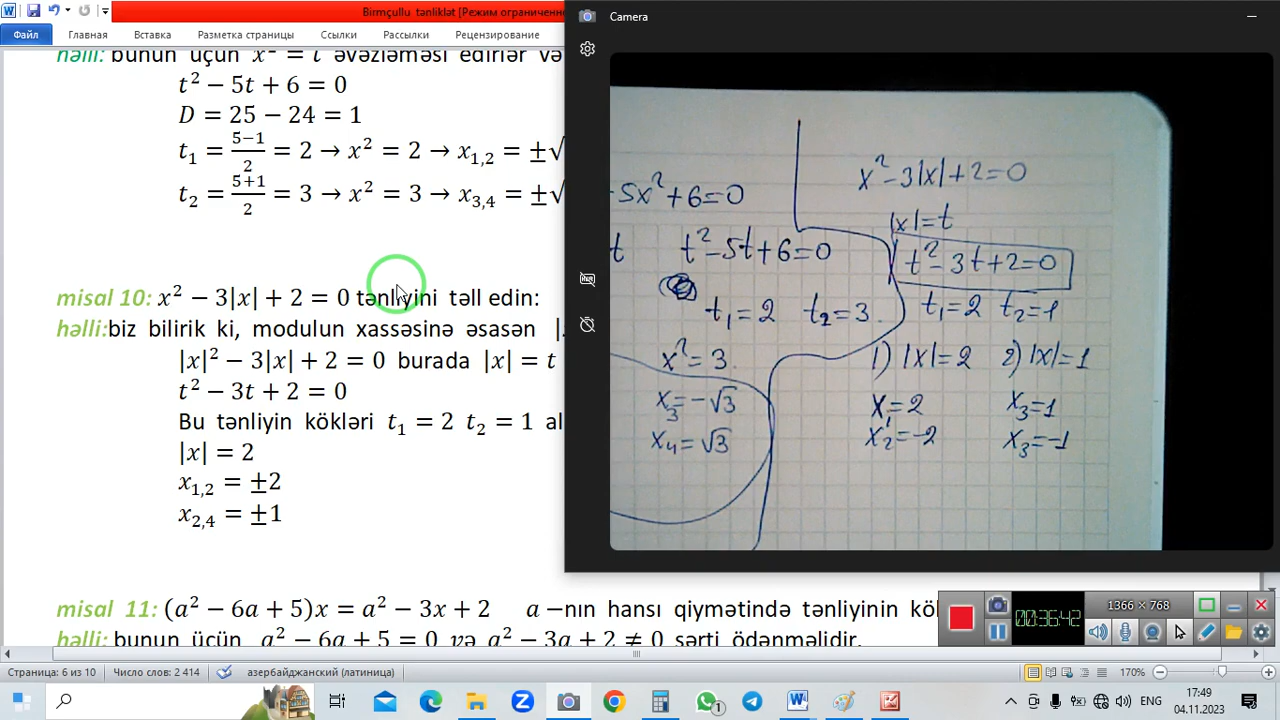 Birmçullu tənliklət [Режим ограниченн
Файл Главная Вставка Разметка страницы Ссылки Рассылки Рецензирование
həlli: bunun üçün x² = t əvəzləməsi edirlər və
t² − 5t + 6 = 0
D = 25 − 24 = 1
t₁ = (5−1)/2 = 2 → x² = 2 → x₁,₂ = ±√
t₂ = (5+1)/2 = 3 → x² = 3 → x₃,₄ = ±√
misal 10: x² − 3|x| + 2 = 0 tənliyini təll edin:
həlli: biz bilirik ki, modulun xassəsinə əsasən |.
|x|² − 3|x| + 2 = 0 burada |x| = t
t² − 3t + 2 = 0
Bu tənliyin kökləri t₁ = 2 t₂ = 1 al
|x| = 2
x₁,₂ = ±2
x₂,₄ = ±1
misal 11: (a² − 6a + 5)x = a² − 3x + 2 a −nın hansı qiymətində tənliyinin kök
həlli: bunun üçün a² − 6a + 5 = 0 və a² − 3a + 2 ≠ 0 sərti ödənməlidir.
Camera
-5x²+6=0
t t²−5t+6=0
t₁=2 t₂=3.
x²=3.
x₃=−√3
x₄=√3
x²−3|x|+2=0
|x|=t
t²−3t+2=0
t₁=2 t₂=1
1) |x|=2 2) |x|=1
x₁=2 x₃=1
x₂=−2 x₃=−1
00:36:42
1366 × 768
Страница: 6 из 10 Число слов: 2 414 азербайджанский (латиница) 170%
1 ENG 17:49
04.11.2023